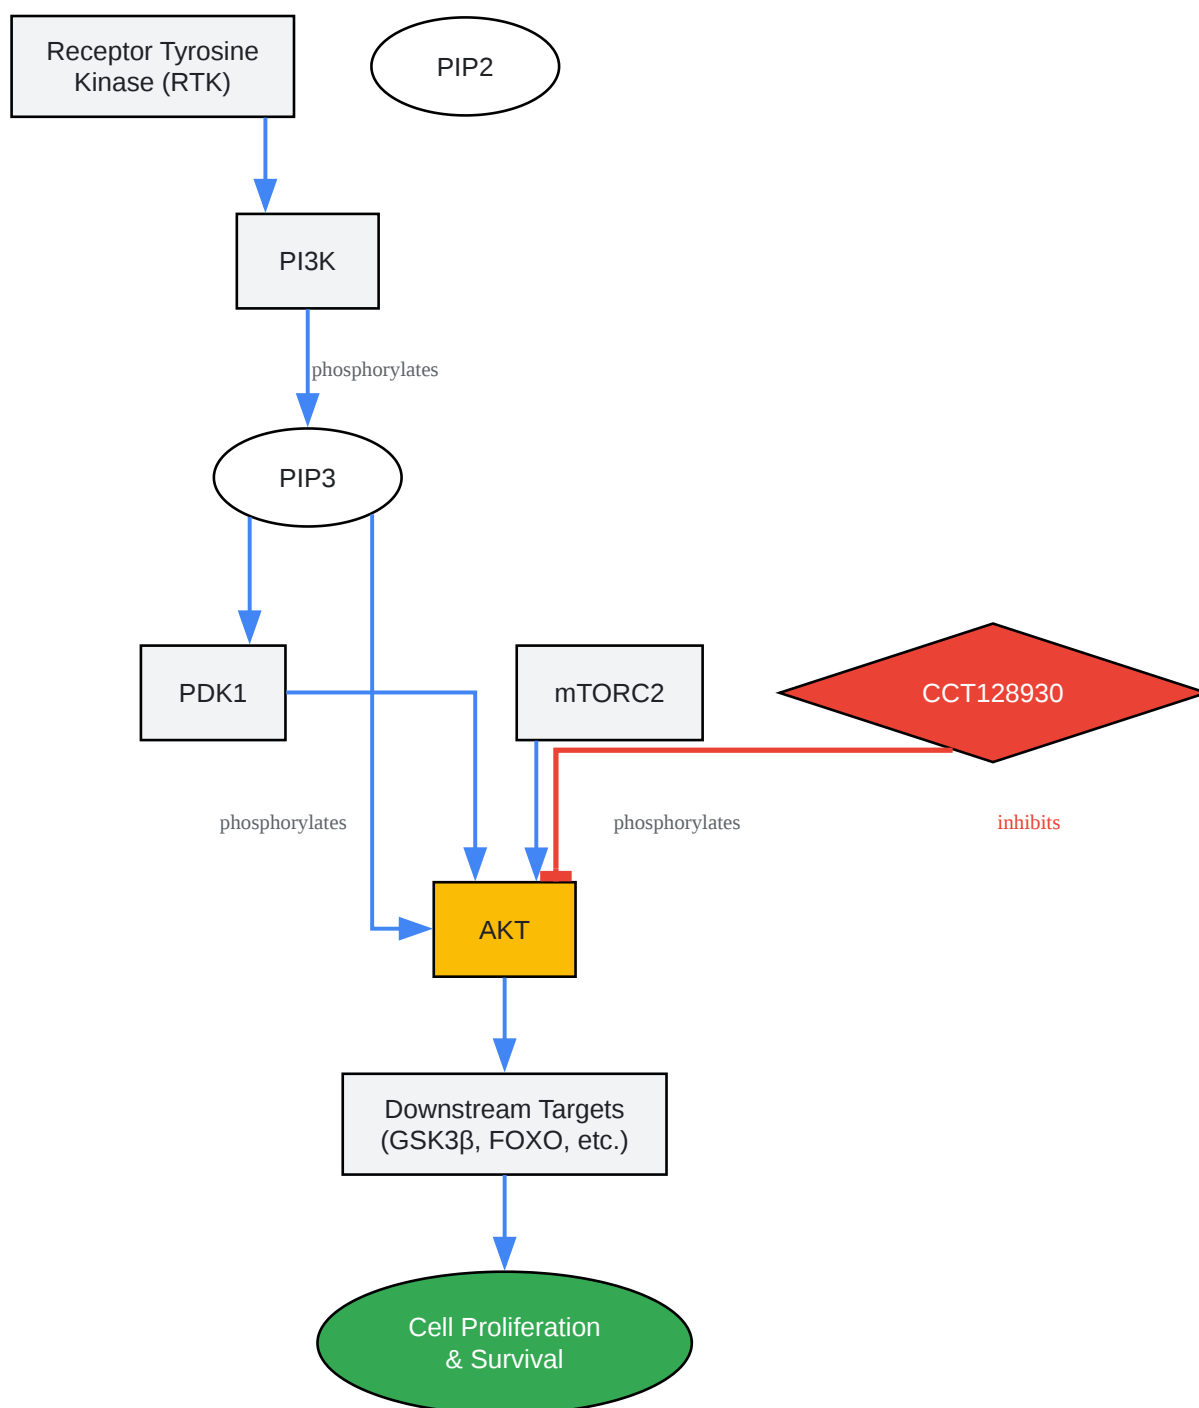 Receptor Tyrosine
Kinase (RTK)
PIP2
PI3K
phosphorylates
PIP3
PDK1
mTORC2
CCT128930
phosphorylates
phosphorylates
inhibits
AKT
Downstream Targets
(GSK3β, FOXO, etc.)
Cell Proliferation
& Survival